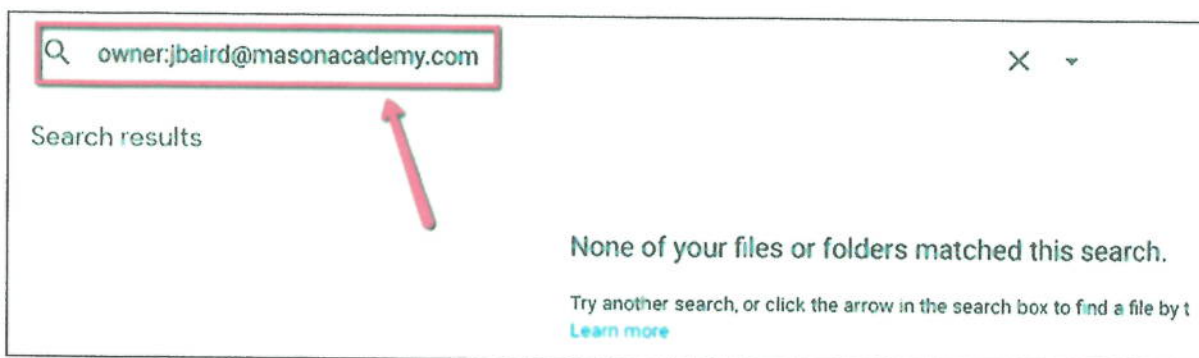 owner:jbaird@masonacademy.com
Search results
None of your files or folders matched this search.
Try another search, or click the arrow in the search box to find a file by t
Learn more